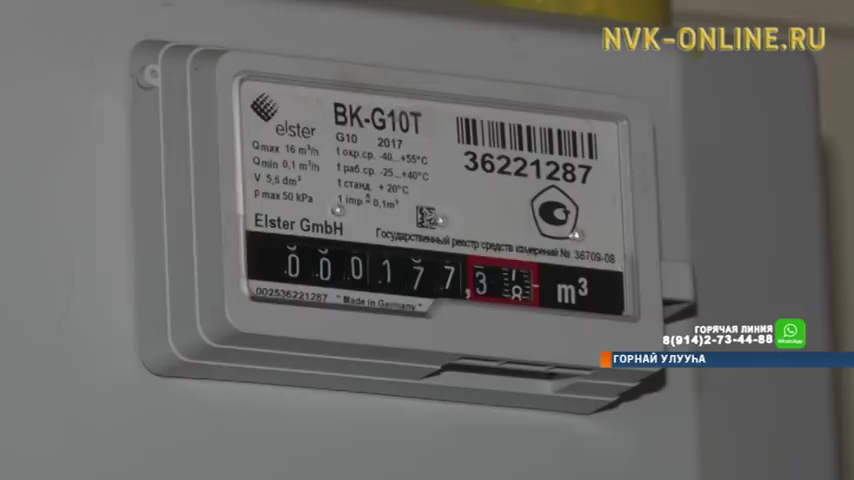 NVK-ONLINE.RU
elster
BK-G10T
G10 2017
Qmax 16 m³/h
Qmin 0,1 m³/h
V 5,6 dm³
p max 50 kPa
t окр.ср. -40...+55°C
t раб.ср. -25...+40°C
t станд. + 20°C
1 imp ≙ 0,1m³
36221287
Elster GmbH
Государственный реестр средств измерений № 36709-08
000177,38 m³
002536221287 " Made in Germany "
ГОРЯЧАЯ ЛИНИЯ
8(914)2-73-44-88
WhatsApp
ГОРНАЙ УЛУУҺА